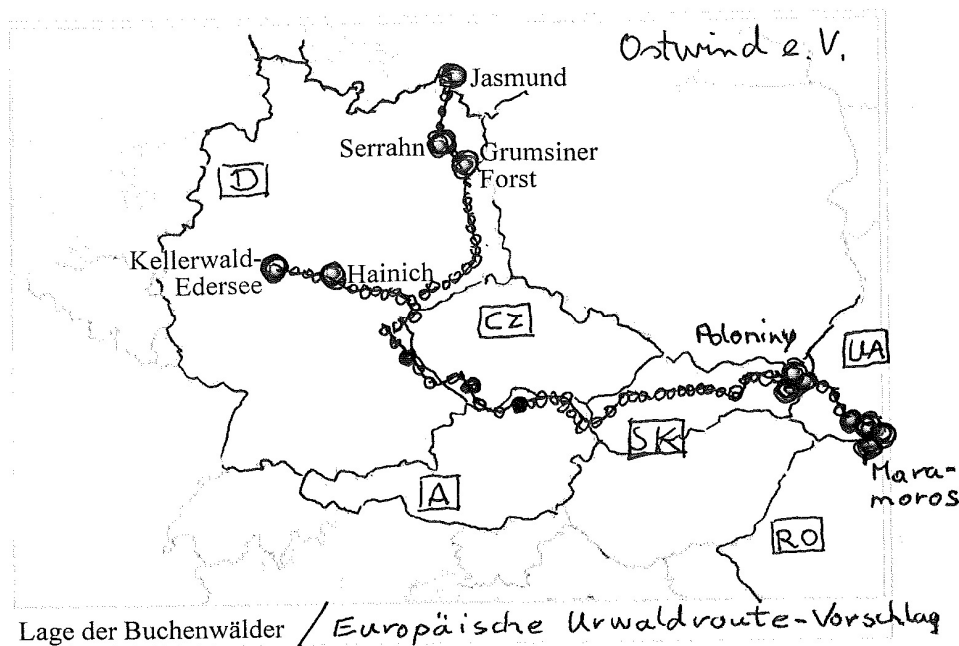 Ostwind e.V.
Jasmund
Serrahn
Grumsiner
Forst
D
Kellerwald-
Edersee
Hainich
CZ
Poloniny
UA
SK
A
Mara-
moros
RO
Lage der Buchenwälder / Europäische Urwaldroute-Vorschlag